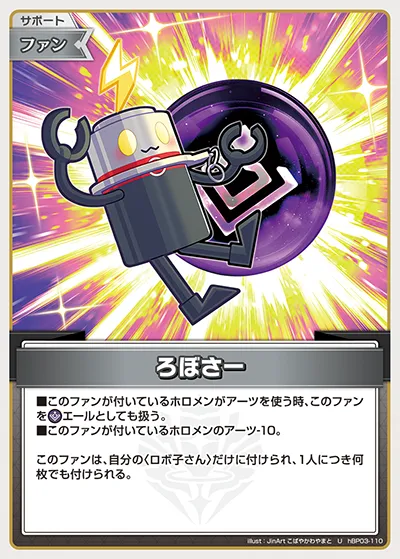 サポート
ファン
ろぼさー
■このファンが付いているホロメンがアーツを使う時、このファン
を エールとしても扱う。
■このファンが付いているホロメンのアーツ-10。
このファンは、自分の〈ロボ子さん〉だけに付けられ、1人につき何
枚でも付けられる。
illust：JinArt こばやかわやまと U hBP03-110